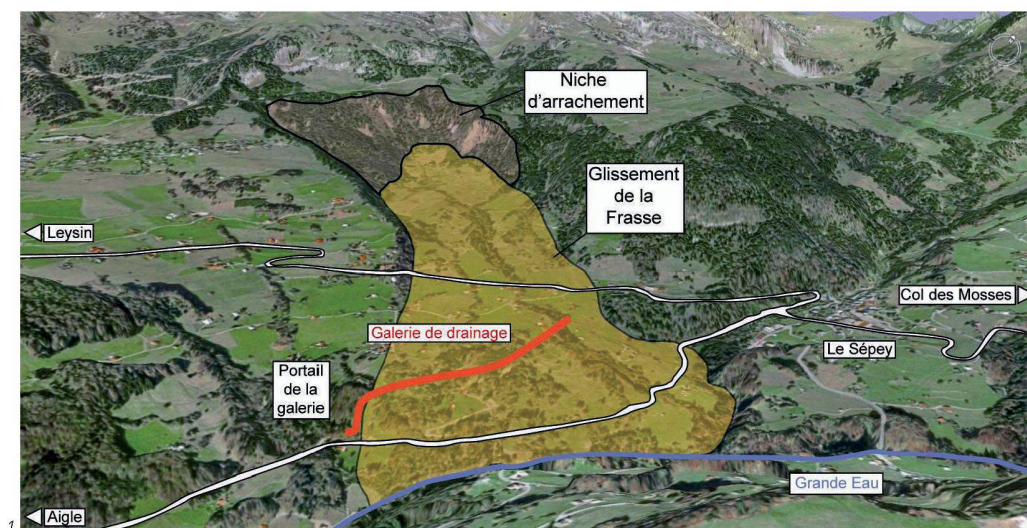 Niche
d'arrachement
Glissement
de la
Frasse
Leysin
Col des Mosses
Galerie de drainage
Le Sépey
Portail
de la
galerie
Grande Eau
Aigle
1